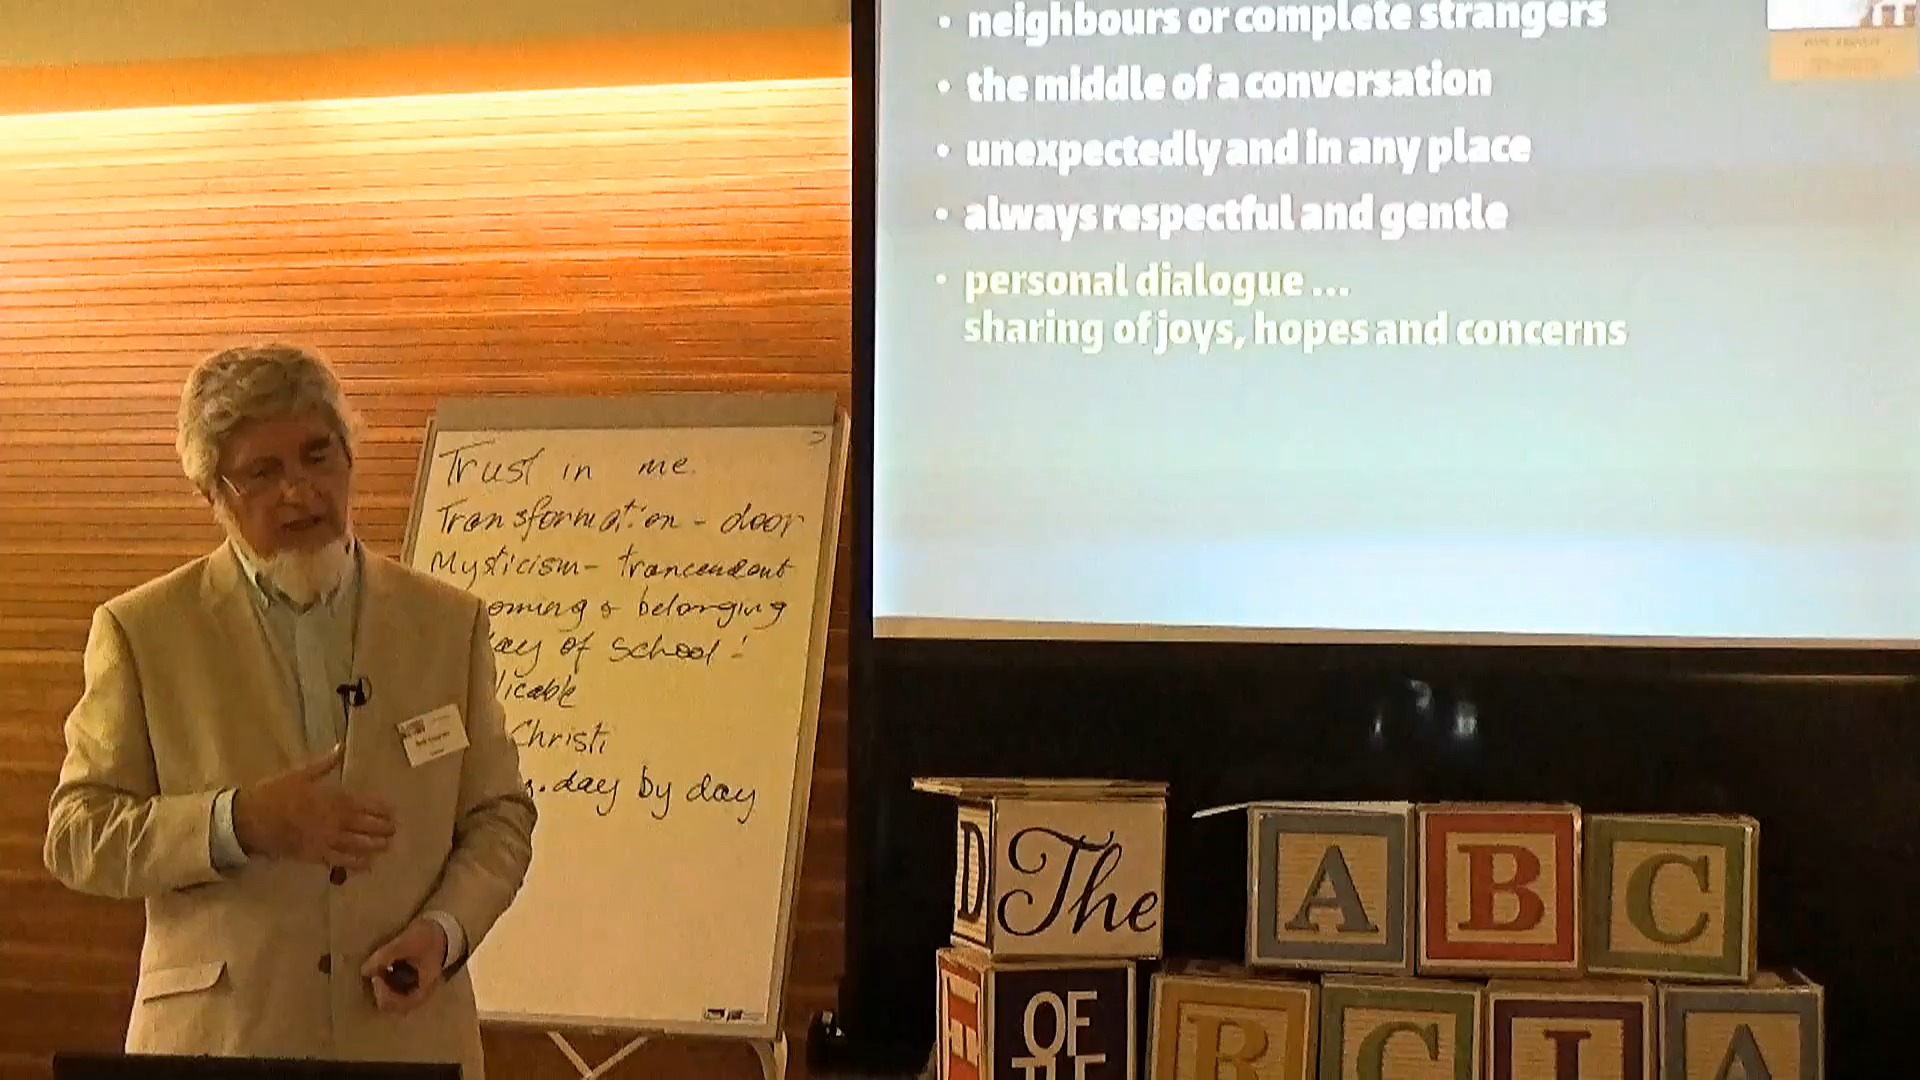 • neighbours or complete strangers
• the middle of a conversation
• unexpectedly and in any place
• always respectful and gentle
• personal dialogue ...
sharing of joys, hopes and concerns
Trust in me.
Transformation - door
Mysticism - trancendent
oming & belonging
day of school!
licable
Christi
day by day
D The
A B C
OF
THE
B C I A